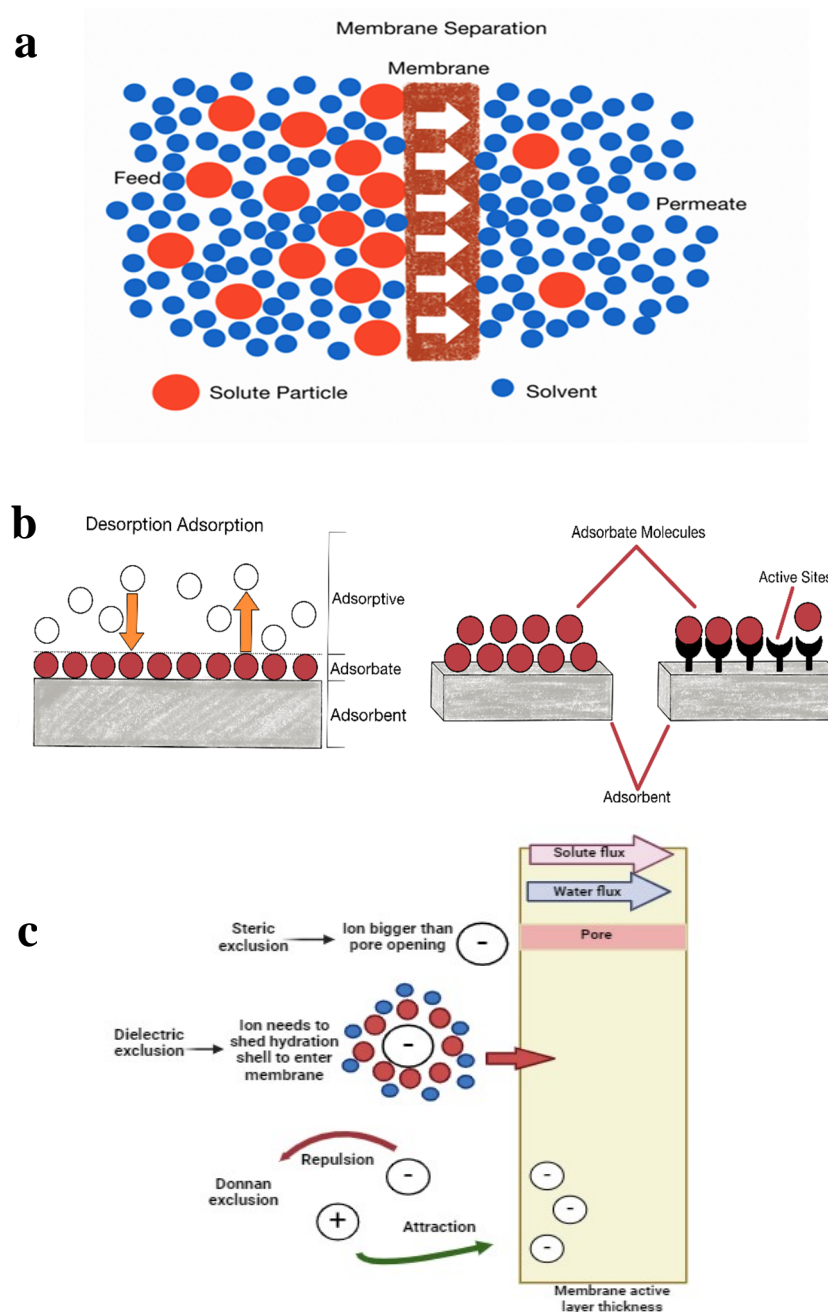 a
Membrane Separation
Membrane
Feed
Permeate
Solute Particle
Solvent
b
Desorption Adsorption
Adsorptive
Adsorbate
Adsorbent
Adsorbate Molecules
Active Sites
Adsorbent
c
Solute flux
Water flux
Steric
exclusion
Ion bigger than
pore opening
-
Pore
Dielectric
exclusion
Ion needs to
shed hydration
shell to enter
membrane
-
Repulsion
-
Donnan
exclusion
+
Attraction
-
-
-
Membrane active
layer thickness